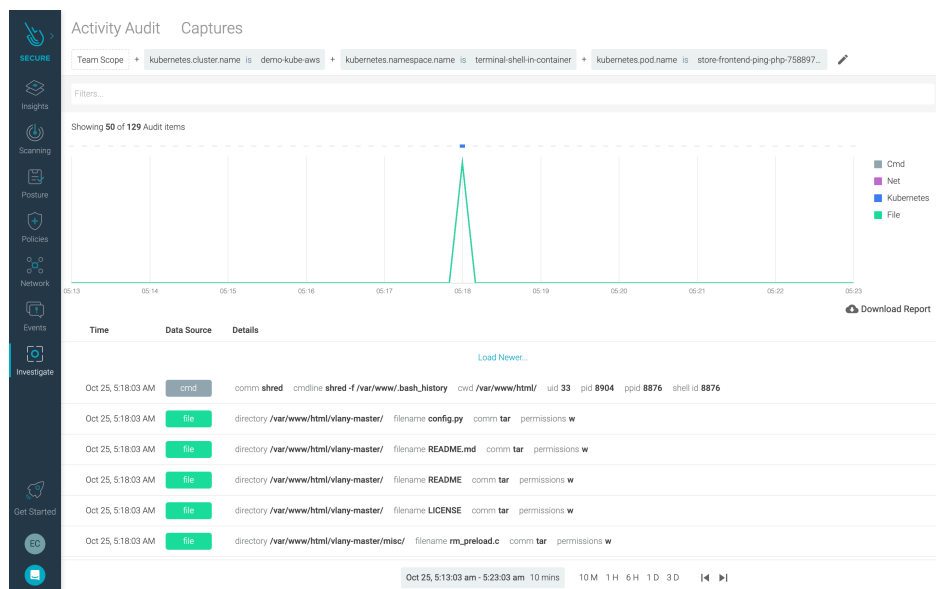 Activity Audit Captures
SECURE
Team Scope + kubernetes.cluster.name is demo-kube-aws + kubernetes.namespace.name is terminal-shell-in-container + kubernetes.pod.name is store-frontend-ping-php-758897...
Insights
Filters...
Scanning
Showing 50 of 129 Audit items
Posture
Policies
Network
Events
Investigate
Get Started
EC
Cmd
Net
Kubernetes
File
05:13 05:14 05:15 05:16 05:17 05:18 05:19 05:20 05:21 05:22 05:23
Download Report
Time Data Source Details
Load Newer...
Oct 25, 5:18:03 AM cmd comm shred cmdline shred -f /var/www/.bash_history cwd /var/www/html/ uid 33 pid 8904 ppid 8876 shell id 8876
Oct 25, 5:18:03 AM file directory /var/www/html/vlany-master/ filename config.py comm tar permissions w
Oct 25, 5:18:03 AM file directory /var/www/html/vlany-master/ filename README.md comm tar permissions w
Oct 25, 5:18:03 AM file directory /var/www/html/vlany-master/ filename README comm tar permissions w
Oct 25, 5:18:03 AM file directory /var/www/html/vlany-master/ filename LICENSE comm tar permissions w
Oct 25, 5:18:03 AM file directory /var/www/html/vlany-master/misc/ filename rm_preload.c comm tar permissions w
Oct 25, 5:13:03 am - 5:23:03 am 10 mins 10 M 1 H 6 H 1 D 3 D